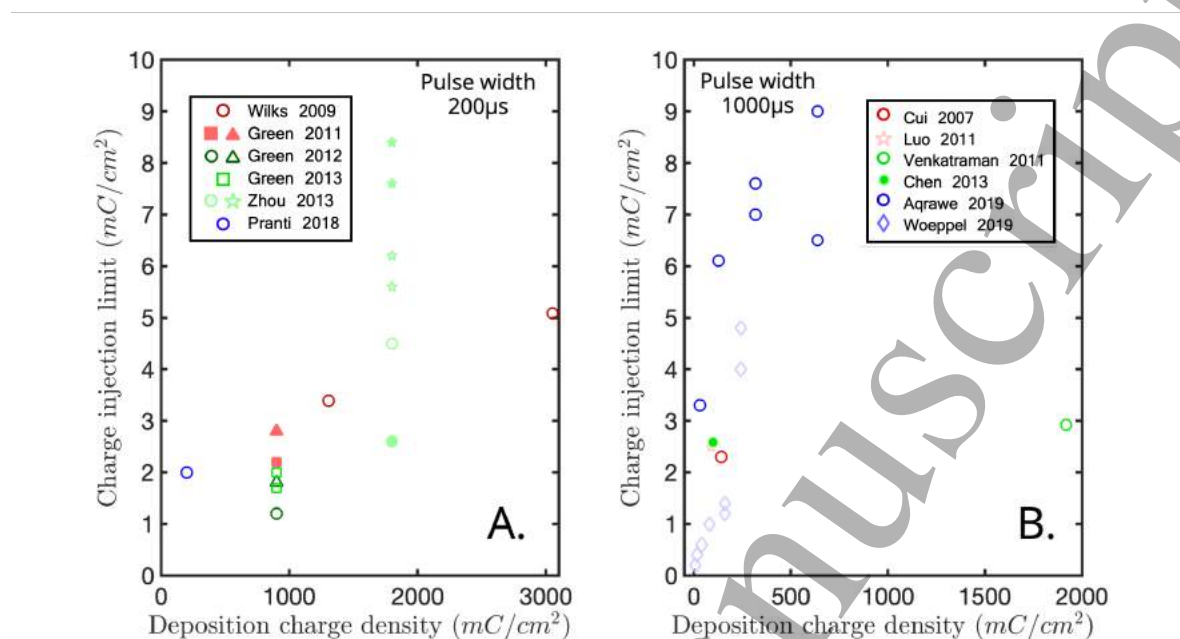 10
9
8
7
6
5
4
3
2
1
0
0 1000 2000 3000
Charge injection limit (mC/cm²)
Deposition charge density (mC/cm²)
Pulse width
200µs
Wilks 2009
Green 2011
Green 2012
Green 2013
Zhou 2013
Pranti 2018
A.
10
9
8
7
6
5
4
3
2
1
0
0 500 1000 1500 2000
Charge injection limit (mC/cm²)
Deposition charge density (mC/cm²)
Pulse width
1000µs
Cui 2007
Luo 2011
Venkatraman 2011
Chen 2013
Aqrawe 2019
Woeppel 2019
B.
nuscrip